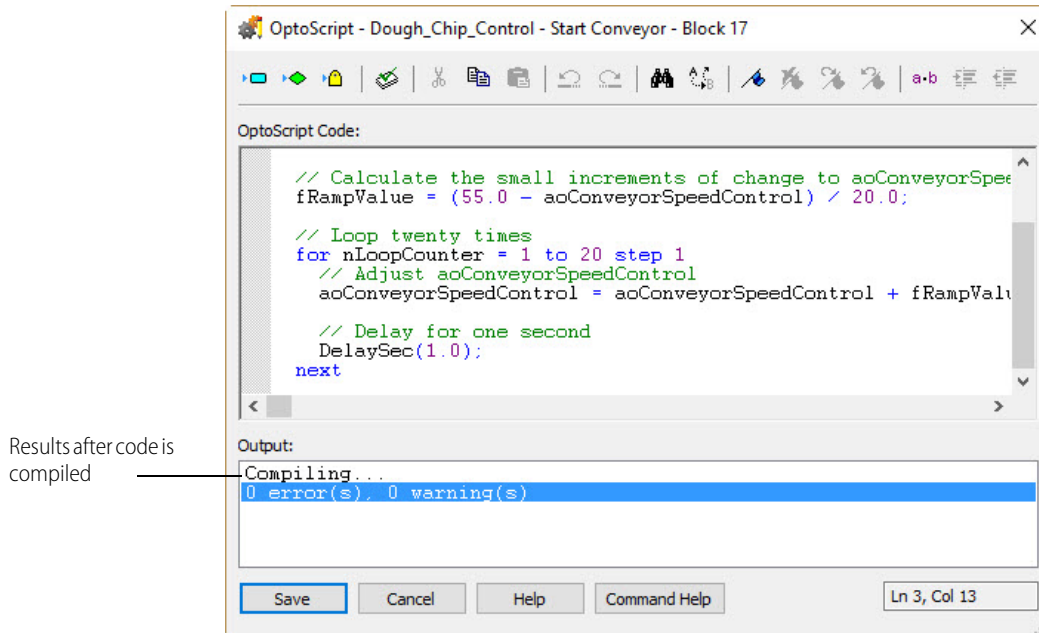 OptoScript - Dough_Chip_Control - Start Conveyor - Block 17
A B
a•b
OptoScript Code:
// Calculate the small increments of change to aoConveyorSpee
fRampValue = (55.0 – aoConveyorSpeedControl) / 20.0;
// Loop twenty times
for nLoopCounter = 1 to 20 step 1
// Adjust aoConveyorSpeedControl
aoConveyorSpeedControl = aoConveyorSpeedControl + fRampValu
// Delay for one second
DelaySec(1.0);
next
Results after code is
compiled
Output:
Compiling...
0 error(s), 0 warning(s)
Save Cancel Help Command Help Ln 3, Col 13